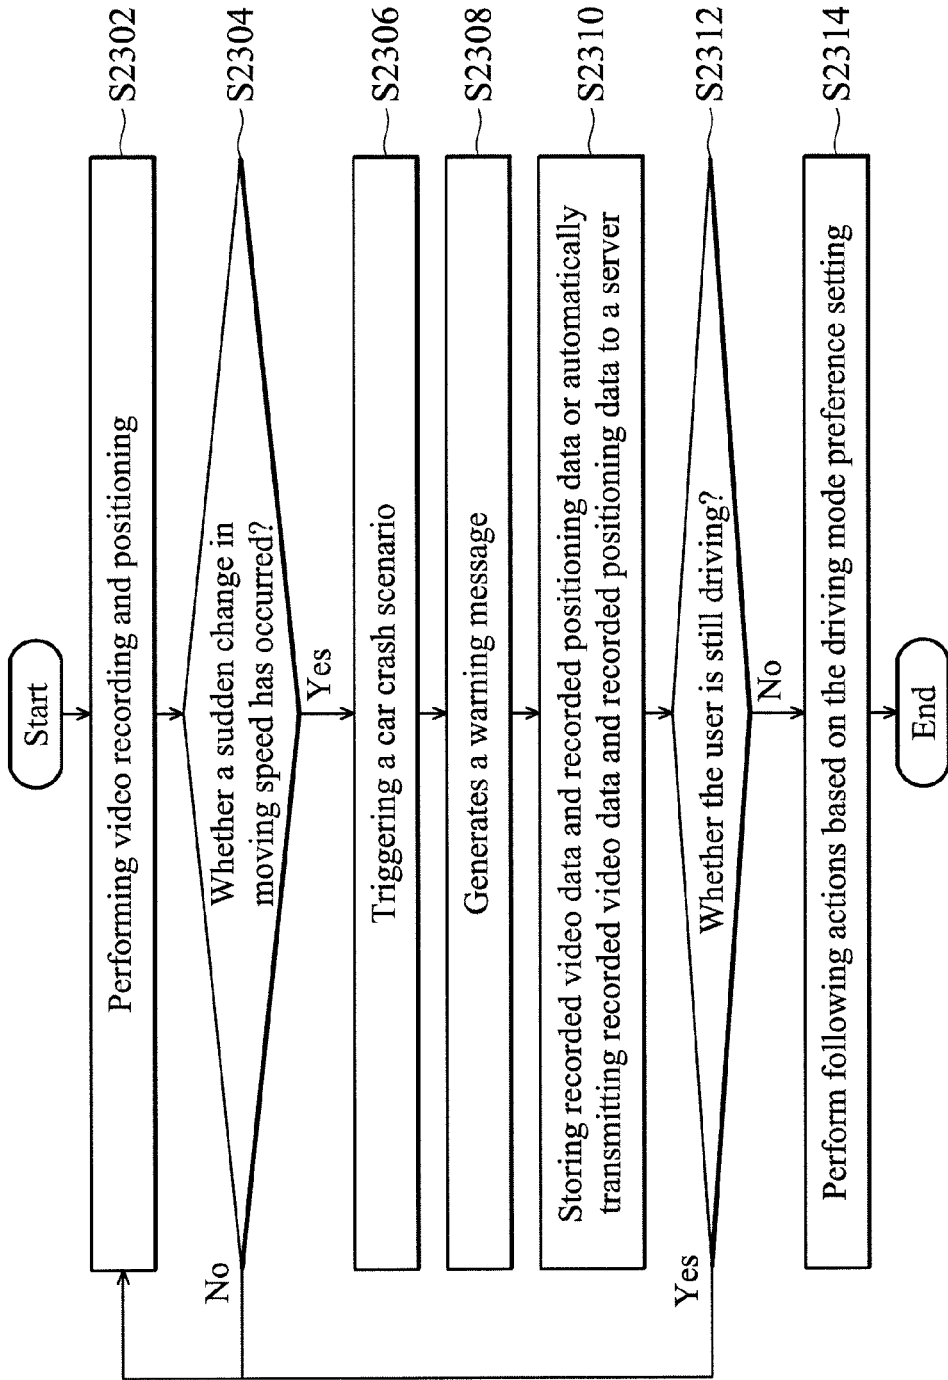 Start
Performing video recording and positioning
S2302
Whether a sudden change in
moving speed has occurred?
S2304
No
Yes
Triggering a car crash scenario
S2306
Generates a warning message
S2308
Storing recorded video data and recorded positioning data or automatically
transmitting recorded video data and recorded positioning data to a server
S2310
Whether the user is still driving?
S2312
Yes
No
Perform following actions based on the driving mode preference setting
S2314
End